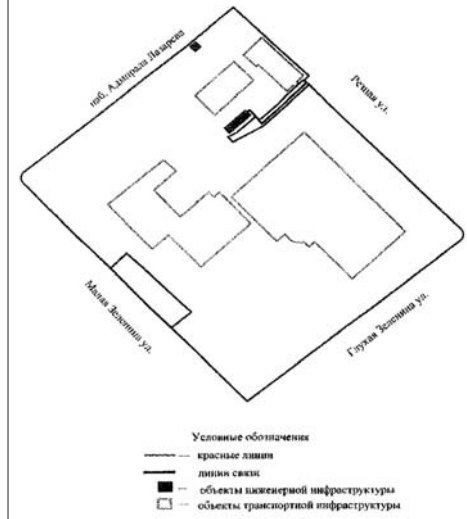 наб. Адмирала Лазарева
Речная ул.
Малая Зеленина ул.
Глухая Зеленина ул.
Условные обозначения
— красные линии
— линии связи
— объекты инженерной инфраструктуры
— объекты транспортной инфраструктуры